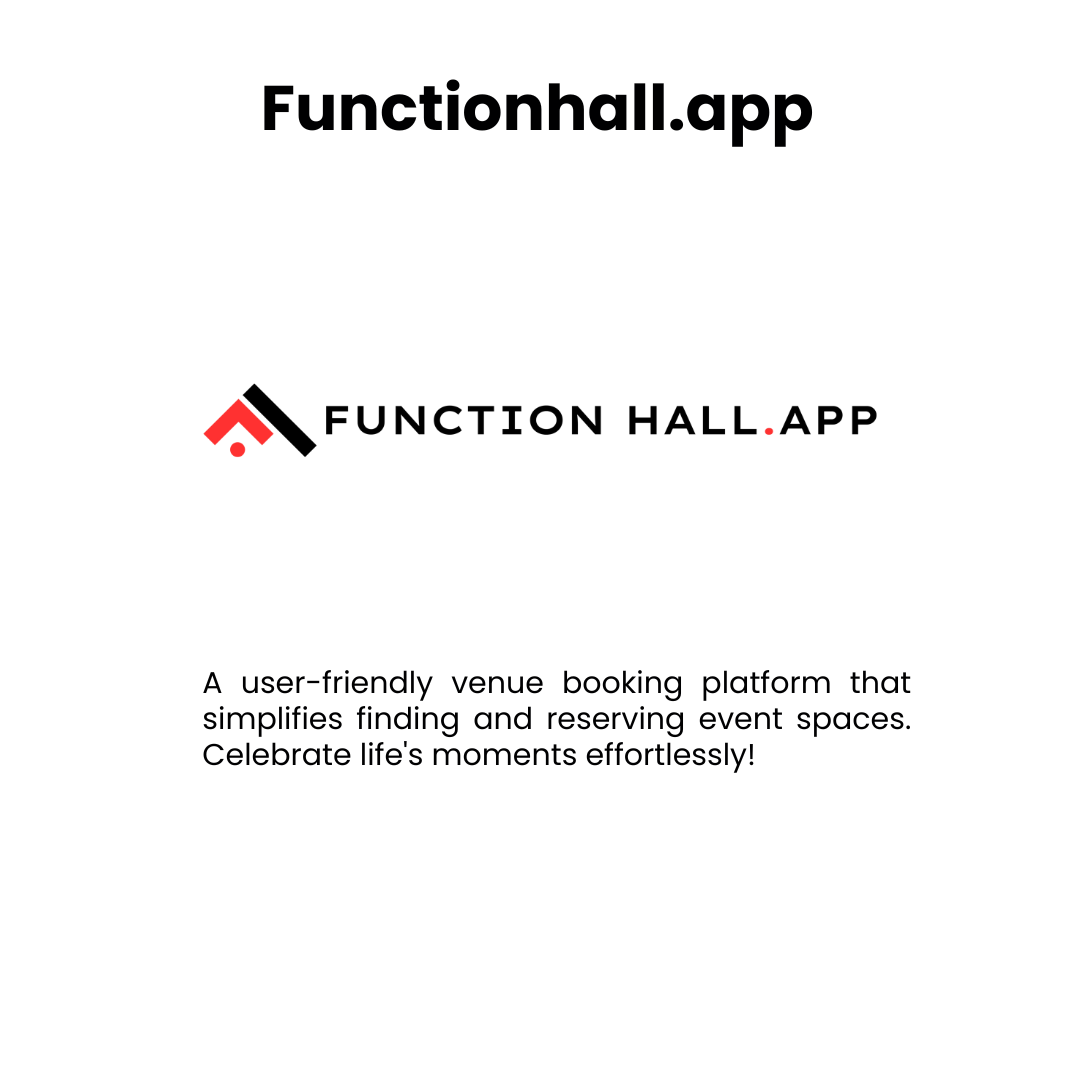 Functionhall.app
FUNCTION HALL.APP
A user-friendly venue booking platform that
simplifies finding and reserving event spaces.
Celebrate life's moments effortlessly!